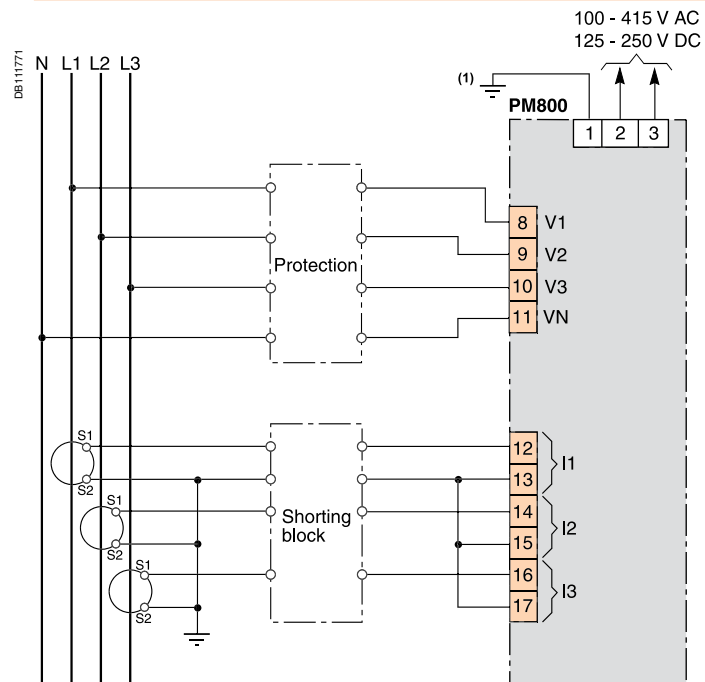 100 - 415 V AC
125 - 250 V DC
DB111771
N L1 L2 L3
(1)
PM800
1 2 3
8 V1
9 V2
Protection
10 V3
11 VN
S1
12
I1
S2
13
S1
14
Shorting
block
I2
S2
15
S1
16
I3
S2
17